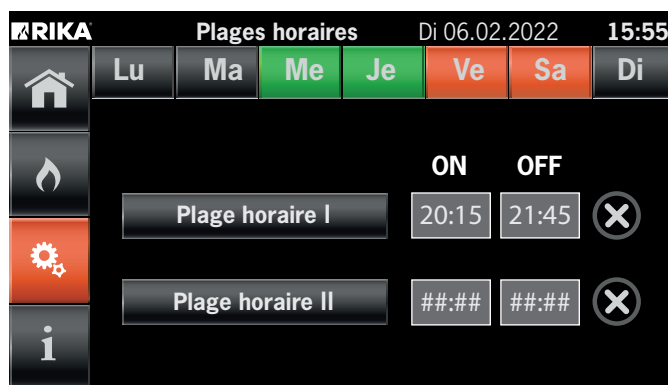 RIKA Plages horaires Di 06.02.2022 15:55
Lu Ma Me Je Ve Sa Di
ON OFF
Plage horaire I 20:15 21:45
Plage horaire II ##:## ##:##
i